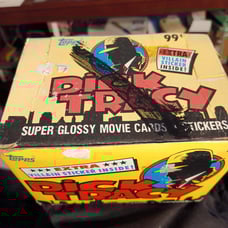 TOPPS
99¢
EXTRA
VILLAIN STICKER
INSIDE!
DICK
TRACY
SUPER GLOSSY MOVIE CARDS STICKERS
TOPPS
EXTRA
VILLAIN STICKER INSIDE!
DICK
TRACY